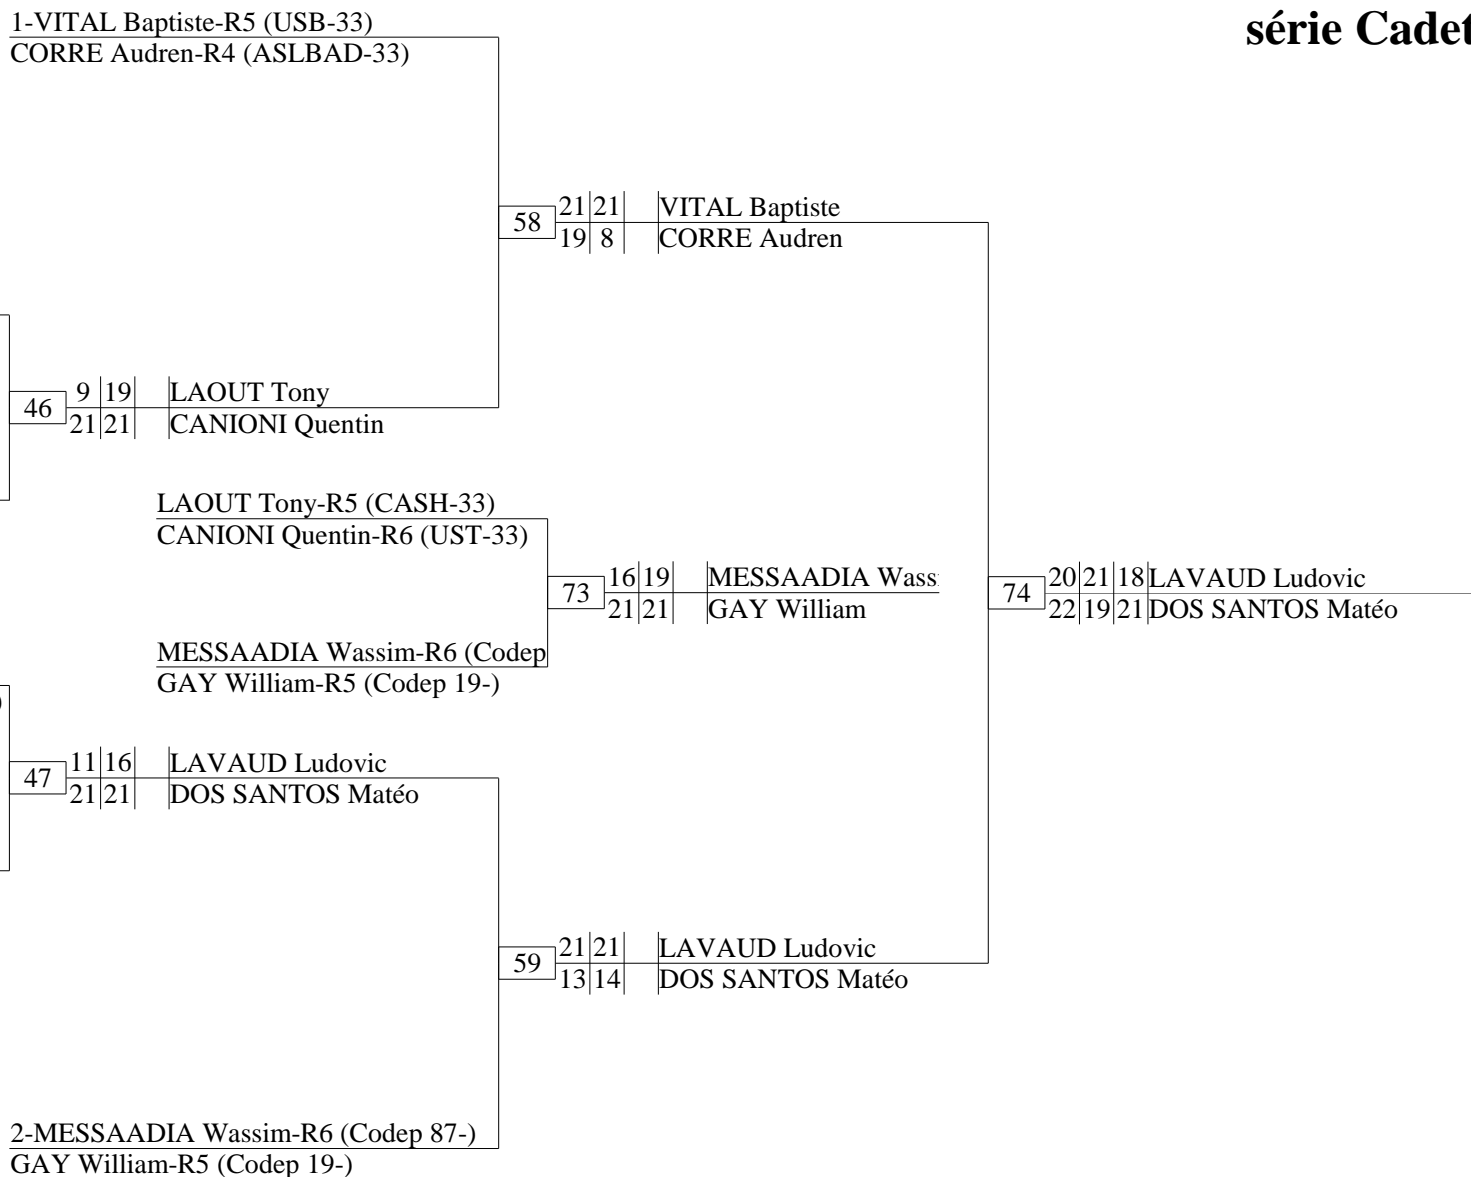 1-VITAL Baptiste-R5 (USB-33)
CORRE Audren-R4 (ASLBAD-33)
série Cadet
58 21 21 VITAL Baptiste
19 8 CORRE Audren
46 9 19 LAOUT Tony
21 21 CANIONI Quentin
LAOUT Tony-R5 (CASH-33)
CANIONI Quentin-R6 (UST-33)
73 16 19 MESSAADIA Wass
21 21 GAY William
74 20 21 18 LAVAUD Ludovic
22 19 21 DOS SANTOS Matéo
MESSAADIA Wassim-R6 (Codep
GAY William-R5 (Codep 19-)
)
47 11 16 LAVAUD Ludovic
21 21 DOS SANTOS Matéo
59 21 21 LAVAUD Ludovic
13 14 DOS SANTOS Matéo
2-MESSAADIA Wassim-R6 (Codep 87-)
GAY William-R5 (Codep 19-)